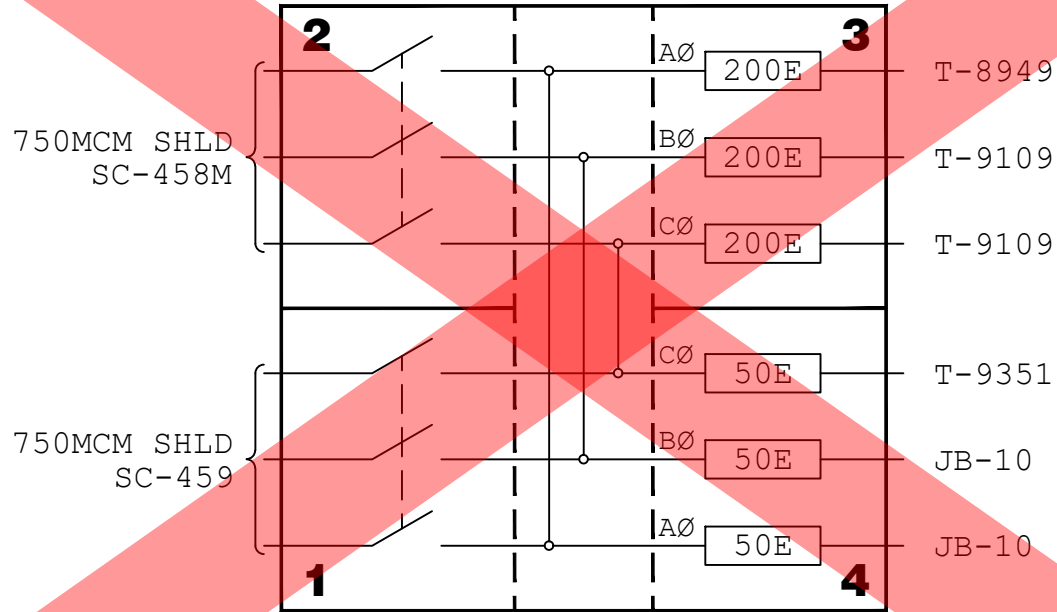 2
3
AØ
200E
T-8949
750MCM SHLD
SC-458M
BØ
200E
T-9109
CØ
200E
T-9109
CØ
50E
T-9351
750MCM SHLD
SC-459
BØ
50E
JB-10
AØ
50E
JB-10
1
4